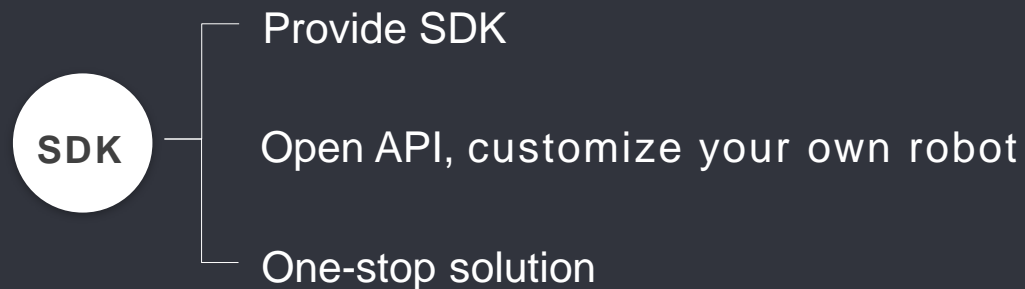 Provide SDK
SDK
Open API, customize your own robot
One-stop solution